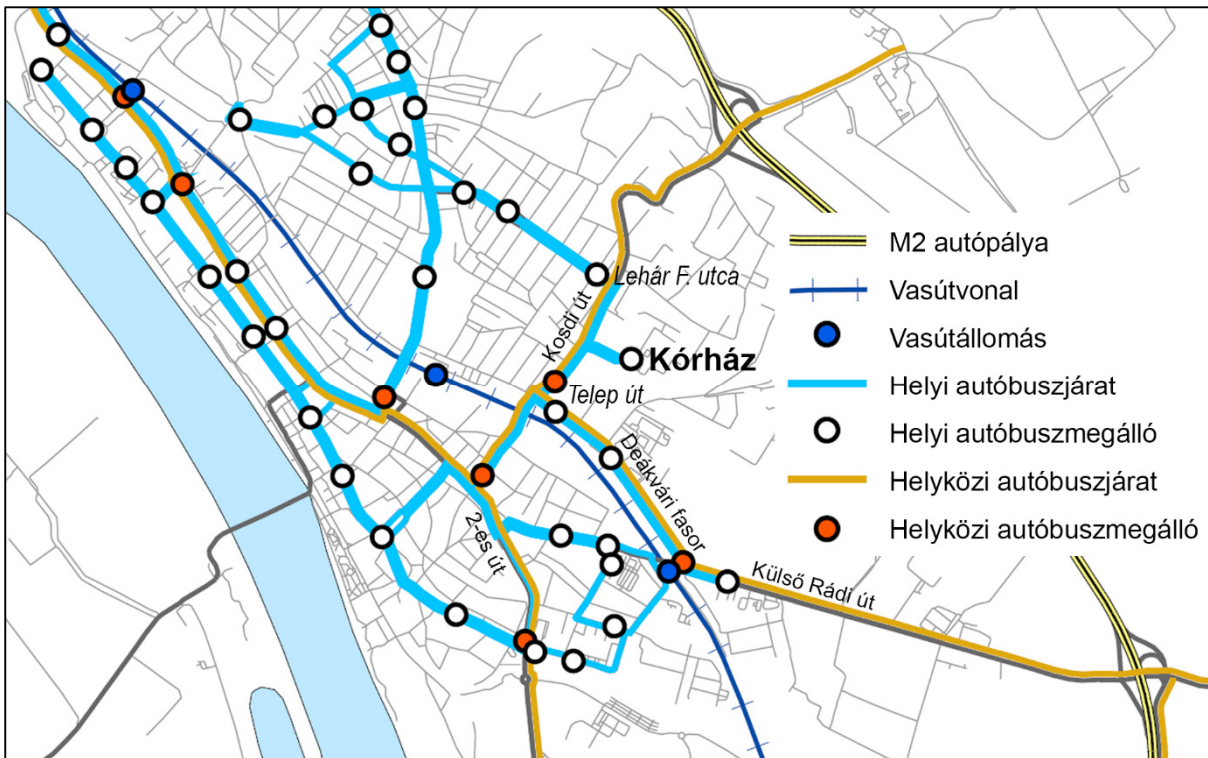 M2 autópálya
Vasútvonal
Vasútállomás
Helyi autóbuszjárat
Helyi autóbuszmegálló
Helyközi autóbuszjárat
Helyközi autóbuszmegálló
Lehár F. utca
Kosdi út
Kórház
Telep út
Deákvári fasor
2-es út
Külső Rádi út